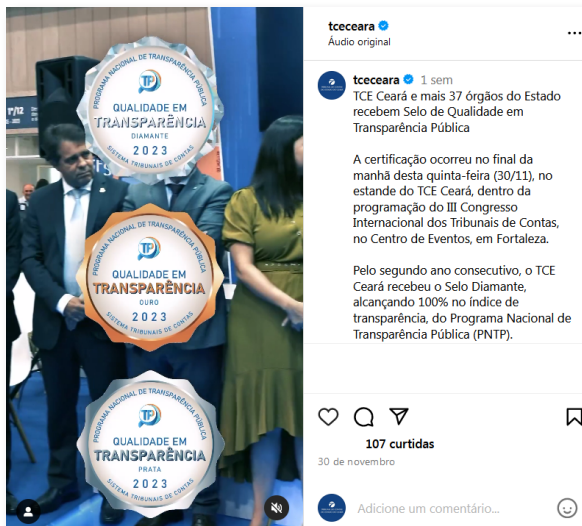 PROGRAMA NACIONAL DE TRANSPARÊNCIA PÚBLICA
TP
QUALIDADE EM
TRANSPARÊNCIA
DIAMANTE
2023
SISTEMA TRIBUNAIS DE CONTAS
PROGRAMA NACIONAL DE TRANSPARÊNCIA PÚBLICA
TP
QUALIDADE EM
TRANSPARÊNCIA
OURO
2023
SISTEMA TRIBUNAIS DE CONTAS
PROGRAMA NACIONAL DE TRANSPARÊNCIA PÚBLICA
TP
QUALIDADE EM
TRANSPARÊNCIA
PRATA
2023
SISTEMA TRIBUNAIS DE CONTAS
tceceara
Áudio original
tceceara 1 sem
TCE Ceará e mais 37 órgãos do Estado
recebem Selo de Qualidade em
Transparência Pública
A certificação ocorreu no final da
manhã desta quinta-feira (30/11), no
estande do TCE Ceará, dentro da
programação do III Congresso
Internacional dos Tribunais de Contas,
no Centro de Eventos, em Fortaleza.
Pelo segundo ano consecutivo, o TCE
Ceará recebeu o Selo Diamante,
alcançando 100% no índice de
transparência, do Programa Nacional de
Transparência Pública (PNTP).
107 curtidas
30 de novembro
Adicione um comentário...